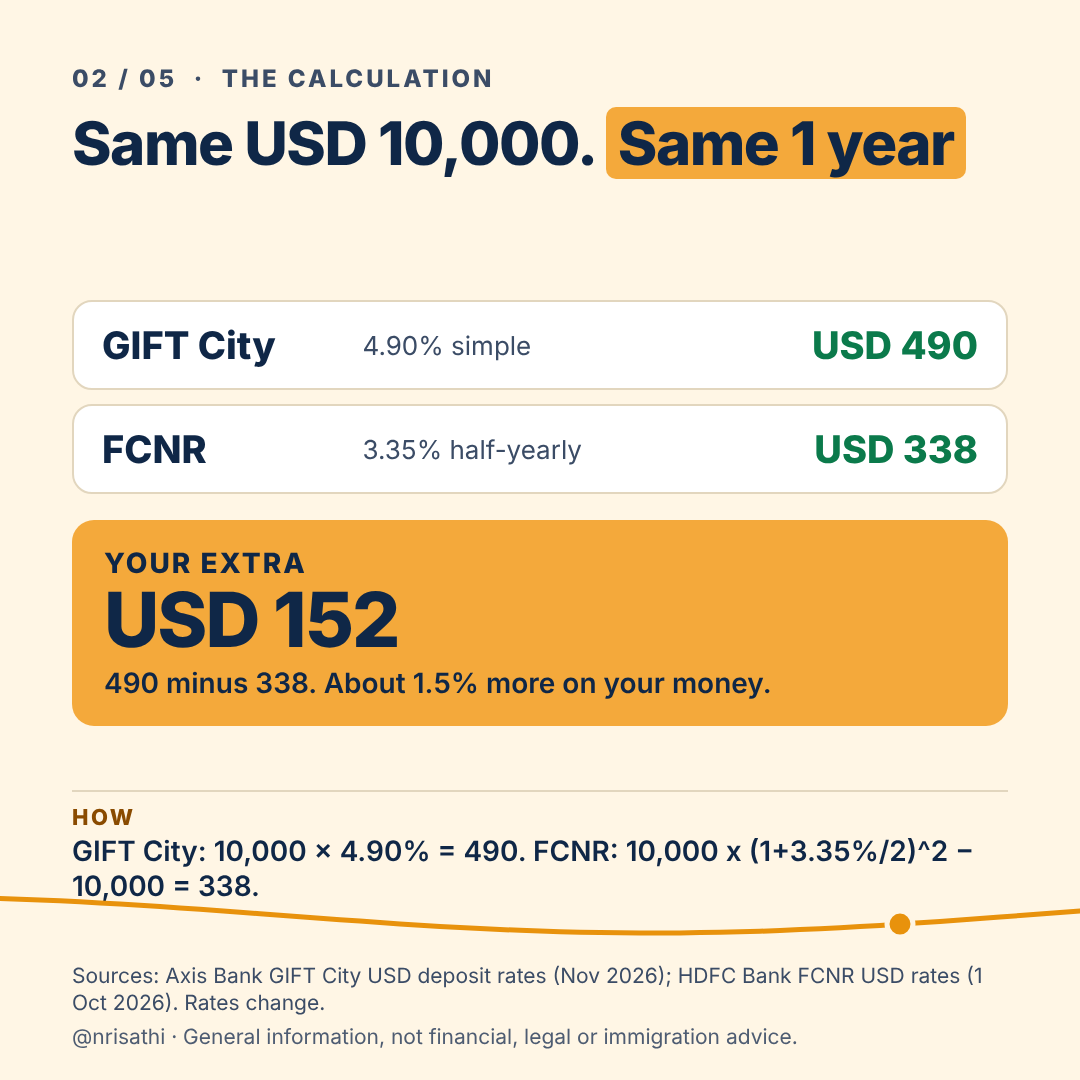 02 / 05 · THE CALCULATION
Same USD 10,000. Same 1 year
GIFT City 4.90% simple USD 490
FCNR 3.35% half-yearly USD 338
YOUR EXTRA
USD 152
490 minus 338. About 1.5% more on your money.
HOW
GIFT City: 10,000 × 4.90% = 490. FCNR: 10,000 x (1+3.35%/2)^2 −
10,000 = 338.
Sources: Axis Bank GIFT City USD deposit rates (Nov 2026); HDFC Bank FCNR USD rates (1
Oct 2026). Rates change.
@nrisathi · General information, not financial, legal or immigration advice.